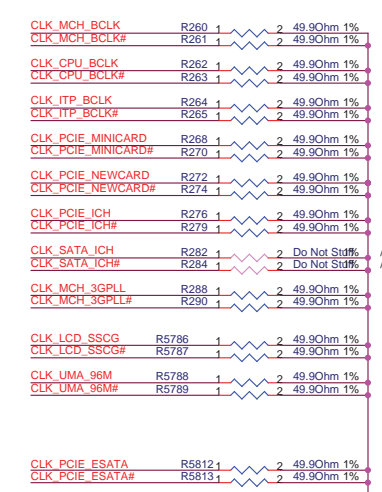 CLK_MCH_BCLK R260 1 2 49.9Ohm 1%
CLK_MCH_BCLK# R261 1 2 49.9Ohm 1%
CLK_CPU_BCLK R262 1 2 49.9Ohm 1%
CLK_CPU_BCLK# R263 1 2 49.9Ohm 1%
CLK_ITP_BCLK R264 1 2 49.9Ohm 1%
CLK_ITP_BCLK# R265 1 2 49.9Ohm 1%
CLK_PCIE_MINICARD R268 1 2 49.9Ohm 1%
CLK_PCIE_MINICARD# R270 1 2 49.9Ohm 1%
CLK_PCIE_NEWCARD R272 1 2 49.9Ohm 1%
CLK_PCIE_NEWCARD# R274 1 2 49.9Ohm 1%
CLK_PCIE_ICH R276 1 2 49.9Ohm 1%
CLK_PCIE_ICH# R279 1 2 49.9Ohm 1%
CLK_SATA_ICH R282 1 2 Do Not Stuff 1%
CLK_SATA_ICH# R284 1 2 Do Not Stuff 1%
CLK_MCH_3GPLL R288 1 2 49.9Ohm 1%
CLK_MCH_3GPLL# R290 1 2 49.9Ohm 1%
CLK_LCD_SSCG R5786 1 2 49.9Ohm 1%
CLK_LCD_SSCG# R5787 1 2 49.9Ohm 1%
CLK_UMA_96M R5788 1 2 49.9Ohm 1%
CLK_UMA_96M# R5789 1 2 49.9Ohm 1%
CLK_PCIE_ESATA R5812 1 2 49.9Ohm 1%
CLK_PCIE_ESATA# R5813 1 2 49.9Ohm 1%